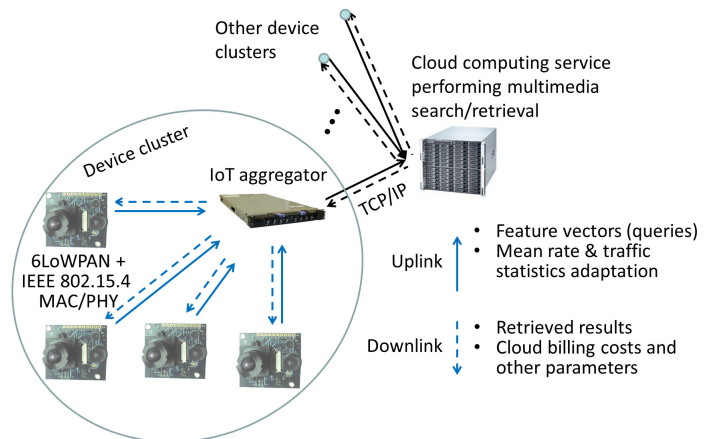 Other device
clusters
Cloud computing service
performing multimedia
search/retrieval
Device cluster
IoT aggregator
TCP/IP
6LoWPAN +
IEEE 802.15.4
MAC/PHY
Uplink
• Feature vectors (queries)
• Mean rate & traffic
statistics adaptation
Downlink
• Retrieved results
• Cloud billing costs and
other parameters